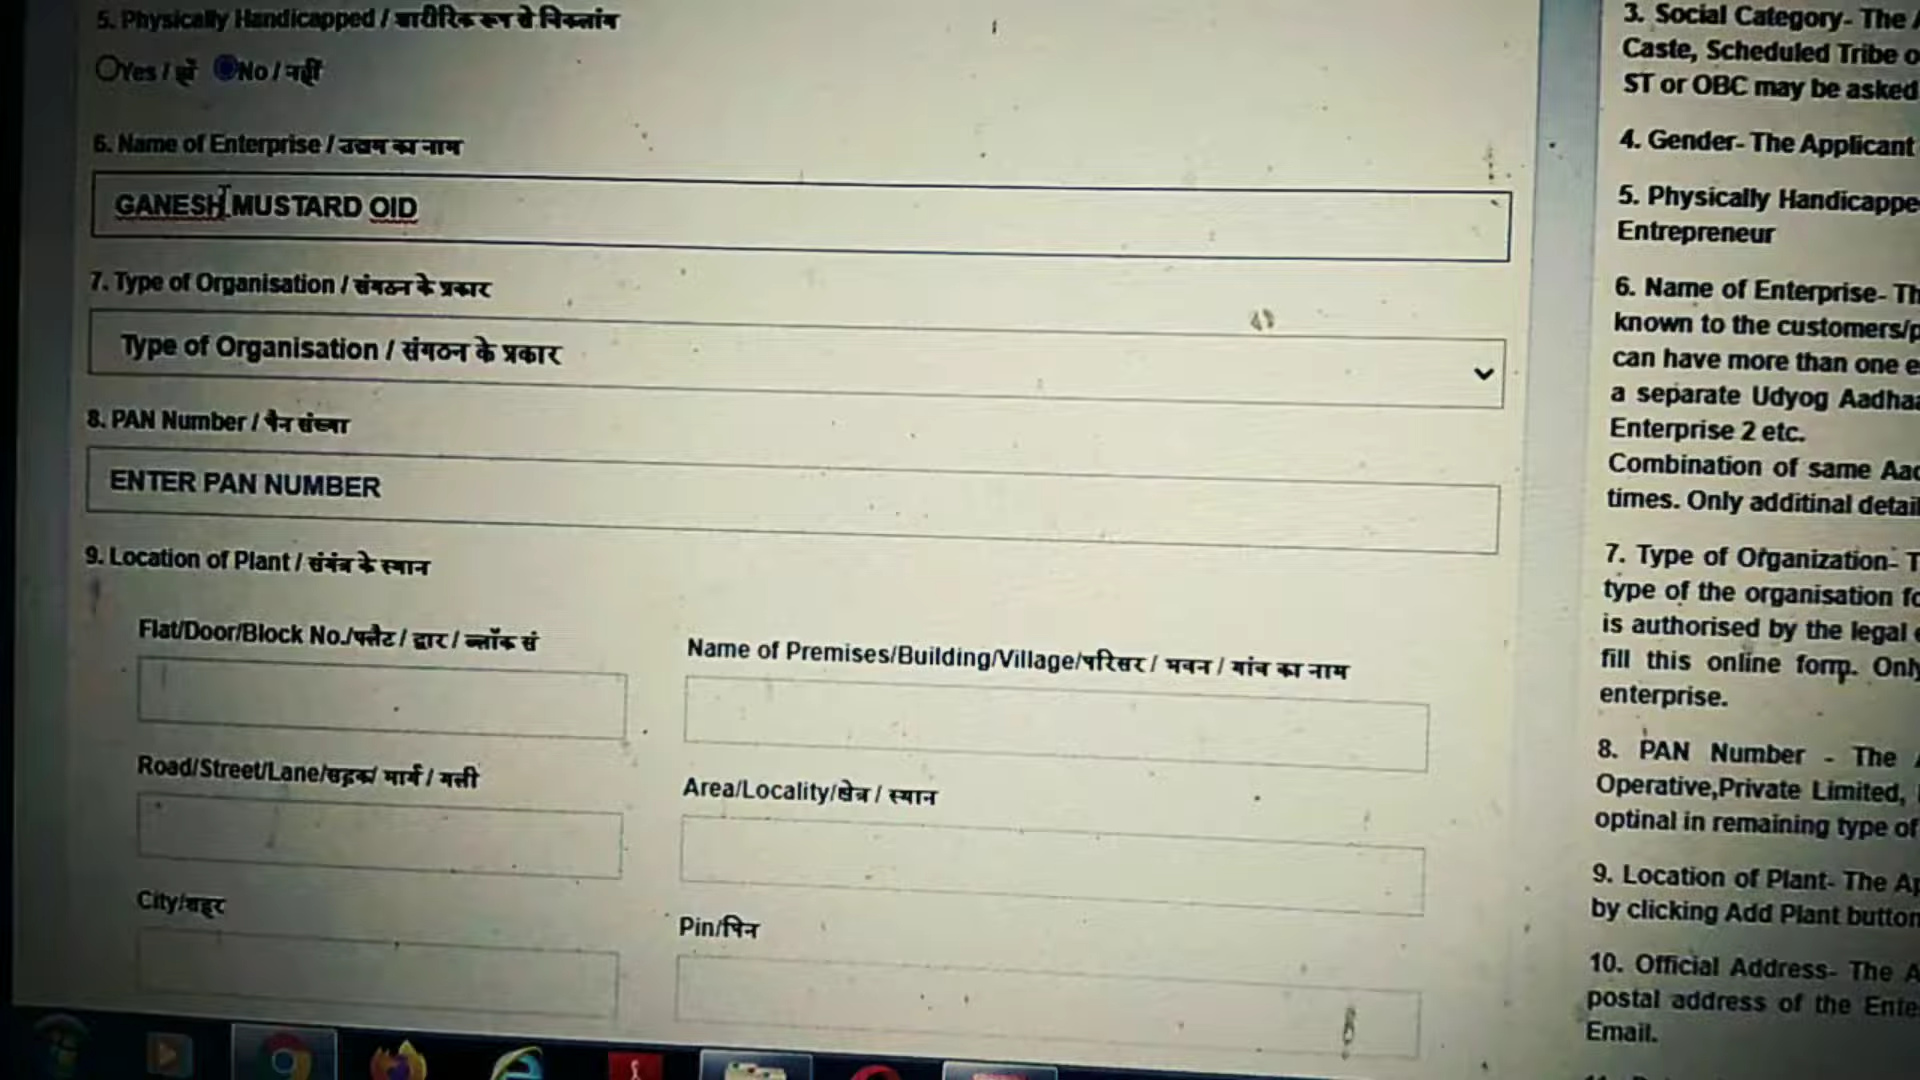 5. Physically Handicapped / शारीरिक रूप से विकलांग
Yes / हाँ No / नहीं
6. Name of Enterprise / उद्यम का नाम
GANESH MUSTARD OID
7. Type of Organisation / संगठन के प्रकार
Type of Organisation / संगठन के प्रकार
8. PAN Number / पैन संख्या
ENTER PAN NUMBER
9. Location of Plant / संयंत्र के स्थान
Flat/Door/Block No./फ्लैट / द्वार / ब्लॉक सं
Name of Premises/Building/Village/परिसर / भवन / गांव का नाम
Road/Street/Lane/सड़क/ मार्ग / गली
Area/Locality/क्षेत्र / स्थान
City/शहर
Pin/पिन
3. Social Category- The
Caste, Scheduled Tribe
ST or OBC may be asked
4. Gender- The Applicant
5. Physically Handicappe
Entrepreneur
6. Name of Enterprise- Th
known to the customers/p
can have more than one e
a separate Udyog Aadhaa
Enterprise 2 etc.
Combination of same Aad
times. Only additinal detail
7. Type of Organization- T
type of the organisation fo
is authorised by the legal
fill this online form. Only
enterprise.
8. PAN Number - The
Operative,Private Limited,
optinal in remaining type of
9. Location of Plant- The Ap
by clicking Add Plant button
10. Official Address- The A
postal address of the Ente
Email.